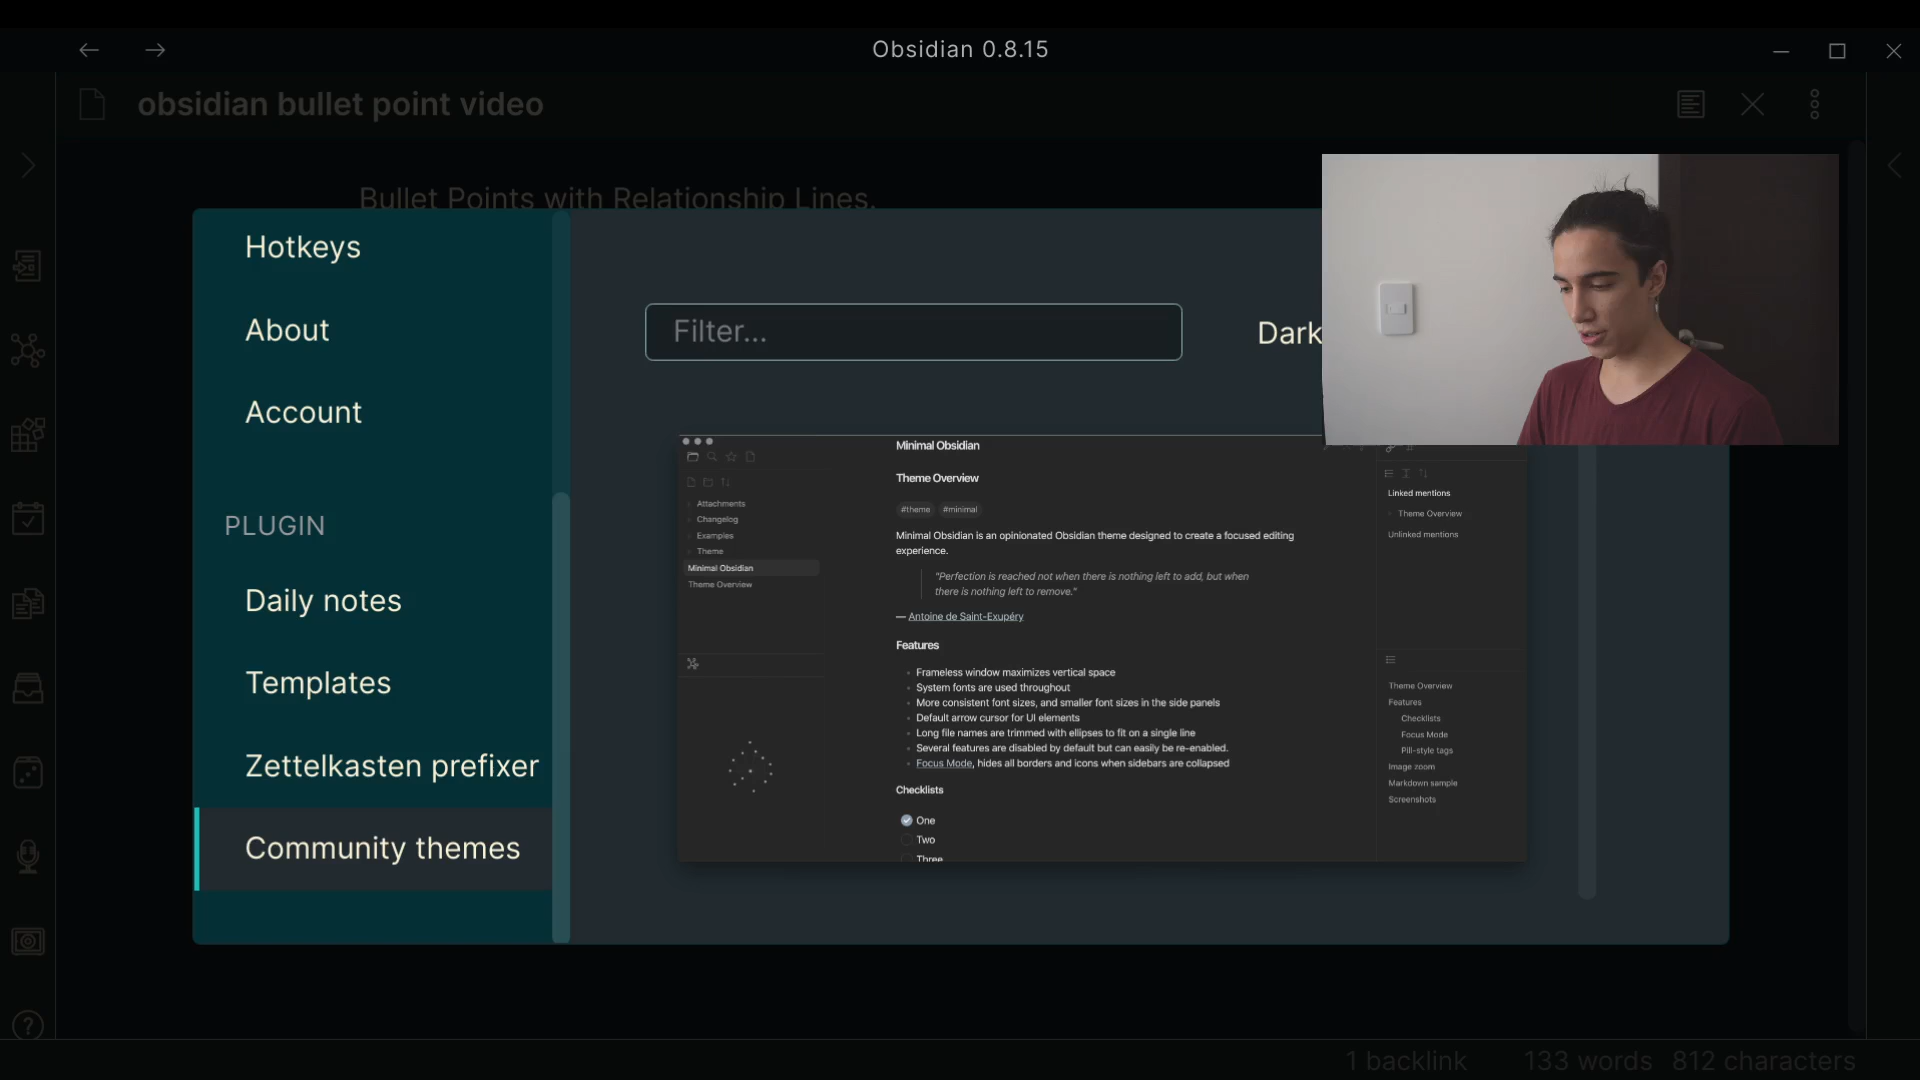 Obsidian 0.8.15
obsidian bullet point video
Bullet Points with Relationship Lines.
Hotkeys
About
Account
PLUGIN
Daily notes
Templates
Zettelkasten prefixer
Community themes
Filter...
Dark
Minimal Obsidian
Theme Overview
#theme #minimal
Minimal Obsidian is an opinionated Obsidian theme designed to create a focused editing
experience.
"Perfection is reached not when there is nothing left to add, but when
there is nothing left to remove."
— Antoine de Saint-Exupéry
Features
Frameless window maximizes vertical space
System fonts are used throughout
More consistent font sizes, and smaller font sizes in the side panels
Default arrow cursor for UI elements
Long file names are trimmed with ellipses to fit on a single line
Several features are disabled by default but can easily be re-enabled.
Focus Mode, hides all borders and icons when sidebars are collapsed
Checklists
One
Two
Three
Attachments
Changelog
Examples
Theme
Minimal Obsidian
Theme Overview
Linked mentions
Theme Overview
Unlinked mentions
Theme Overview
Features
Checklists
Focus Mode
Pill-style tags
Image zoom
Markdown sample
Screenshots
1 backlink 133 words 812 characters